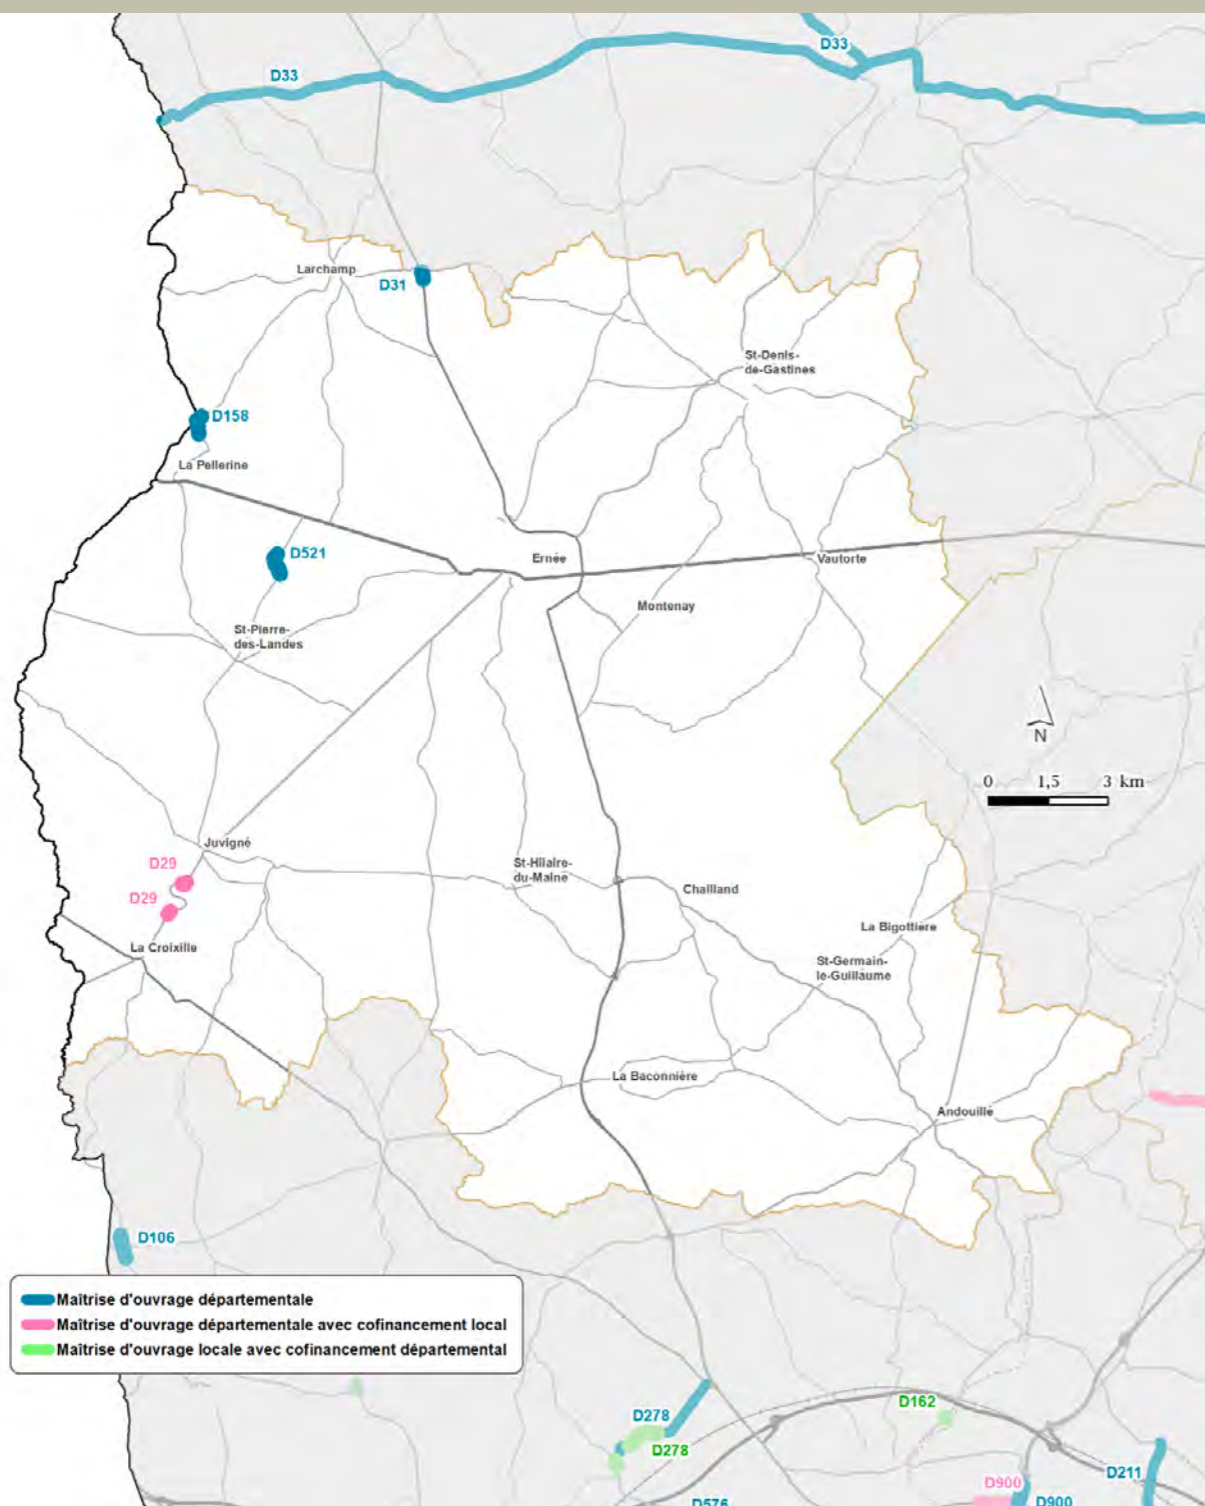 D33
D33
Larchamp
D31
St-Denis-
de-Gastines
D158
La Pellerine
D521
Ernée
Vautorte
Montenay
St-Pierre-
des-Landes
N
0 1,5 3 km
Juvigné
D29
D29
St-Hilaire-
du-Maine
Chailland
La Bigottière
La Croixille
St-Germain-
le-Guillaume
La Baconnière
Andouillé
D106
Maîtrise d'ouvrage départementale
Maîtrise d'ouvrage départementale avec cofinancement local
Maîtrise d'ouvrage locale avec cofinancement départemental
D162
D278
D278
D211
D900
D900
D576